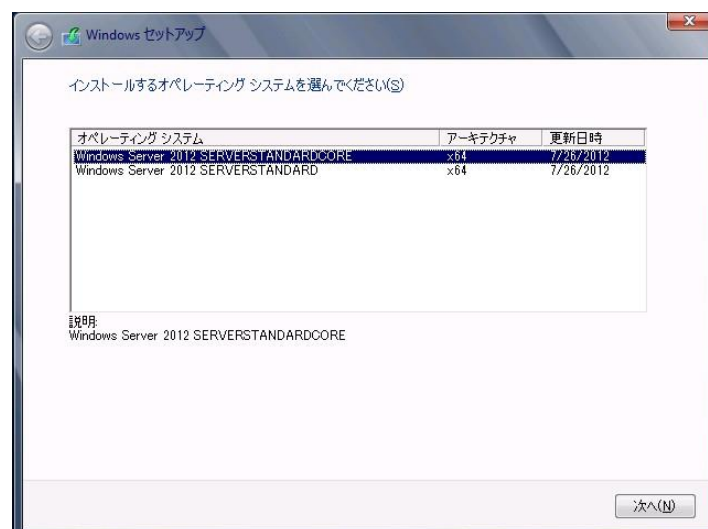 Windows セットアップ
インストールするオペレーティング システムを選んでください(S)
オペレーティング システム アーキテクチャ 更新日時
Windows Server 2012 SERVERSTANDARDCORE x64 7/26/2012
Windows Server 2012 SERVERSTANDARD x64 7/26/2012
説明:
Windows Server 2012 SERVERSTANDARDCORE
次へ(N)